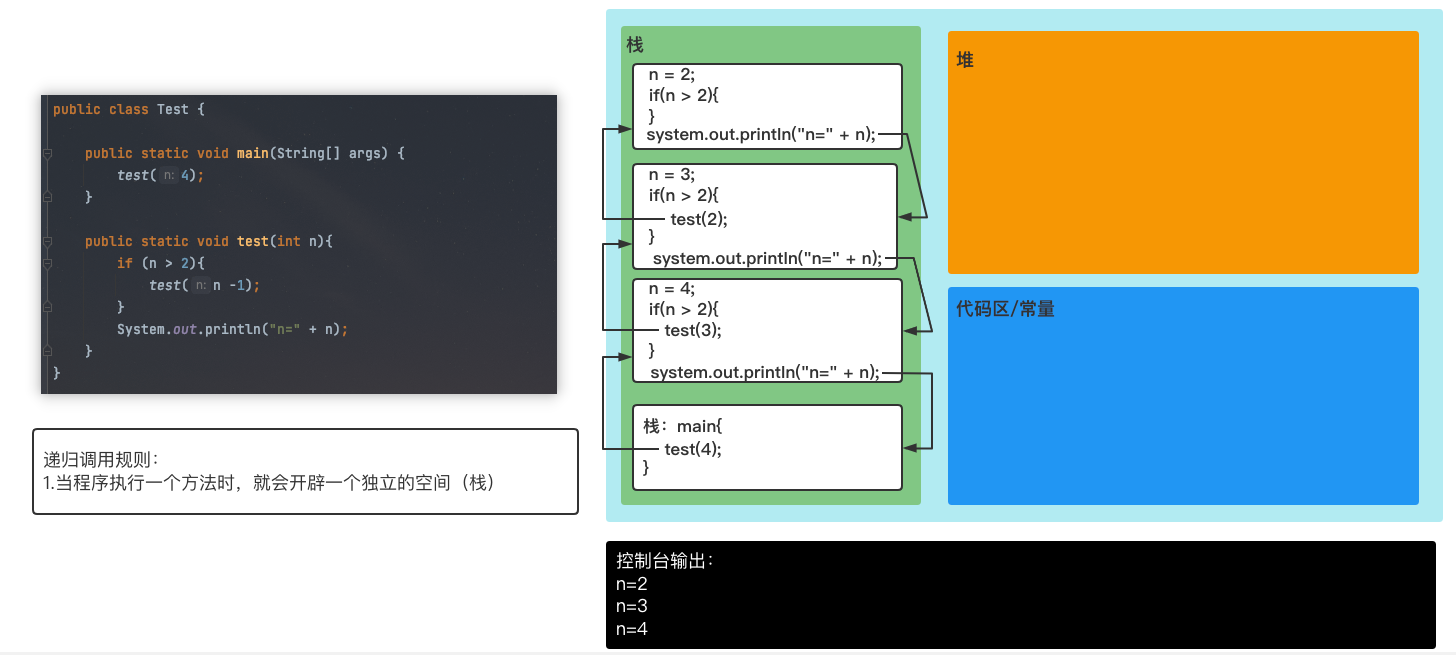 public class Test {
public static void main(String[] args) {
test( n: 4);
}
public static void test(int n){
if (n > 2){
test( n: n -1);
}
System.out.println("n=" + n);
}
}
递归调用规则：
1.当程序执行一个方法时，就会开辟一个独立的空间（栈）
栈
n = 2;
if(n > 2){
}
system.out.println("n=" + n);
n = 3;
if(n > 2){
test(2);
}
system.out.println("n=" + n);
n = 4;
if(n > 2){
test(3);
}
system.out.println("n=" + n);
栈：main{
test(4);
}
堆
代码区/常量
控制台输出：
n=2
n=3
n=4